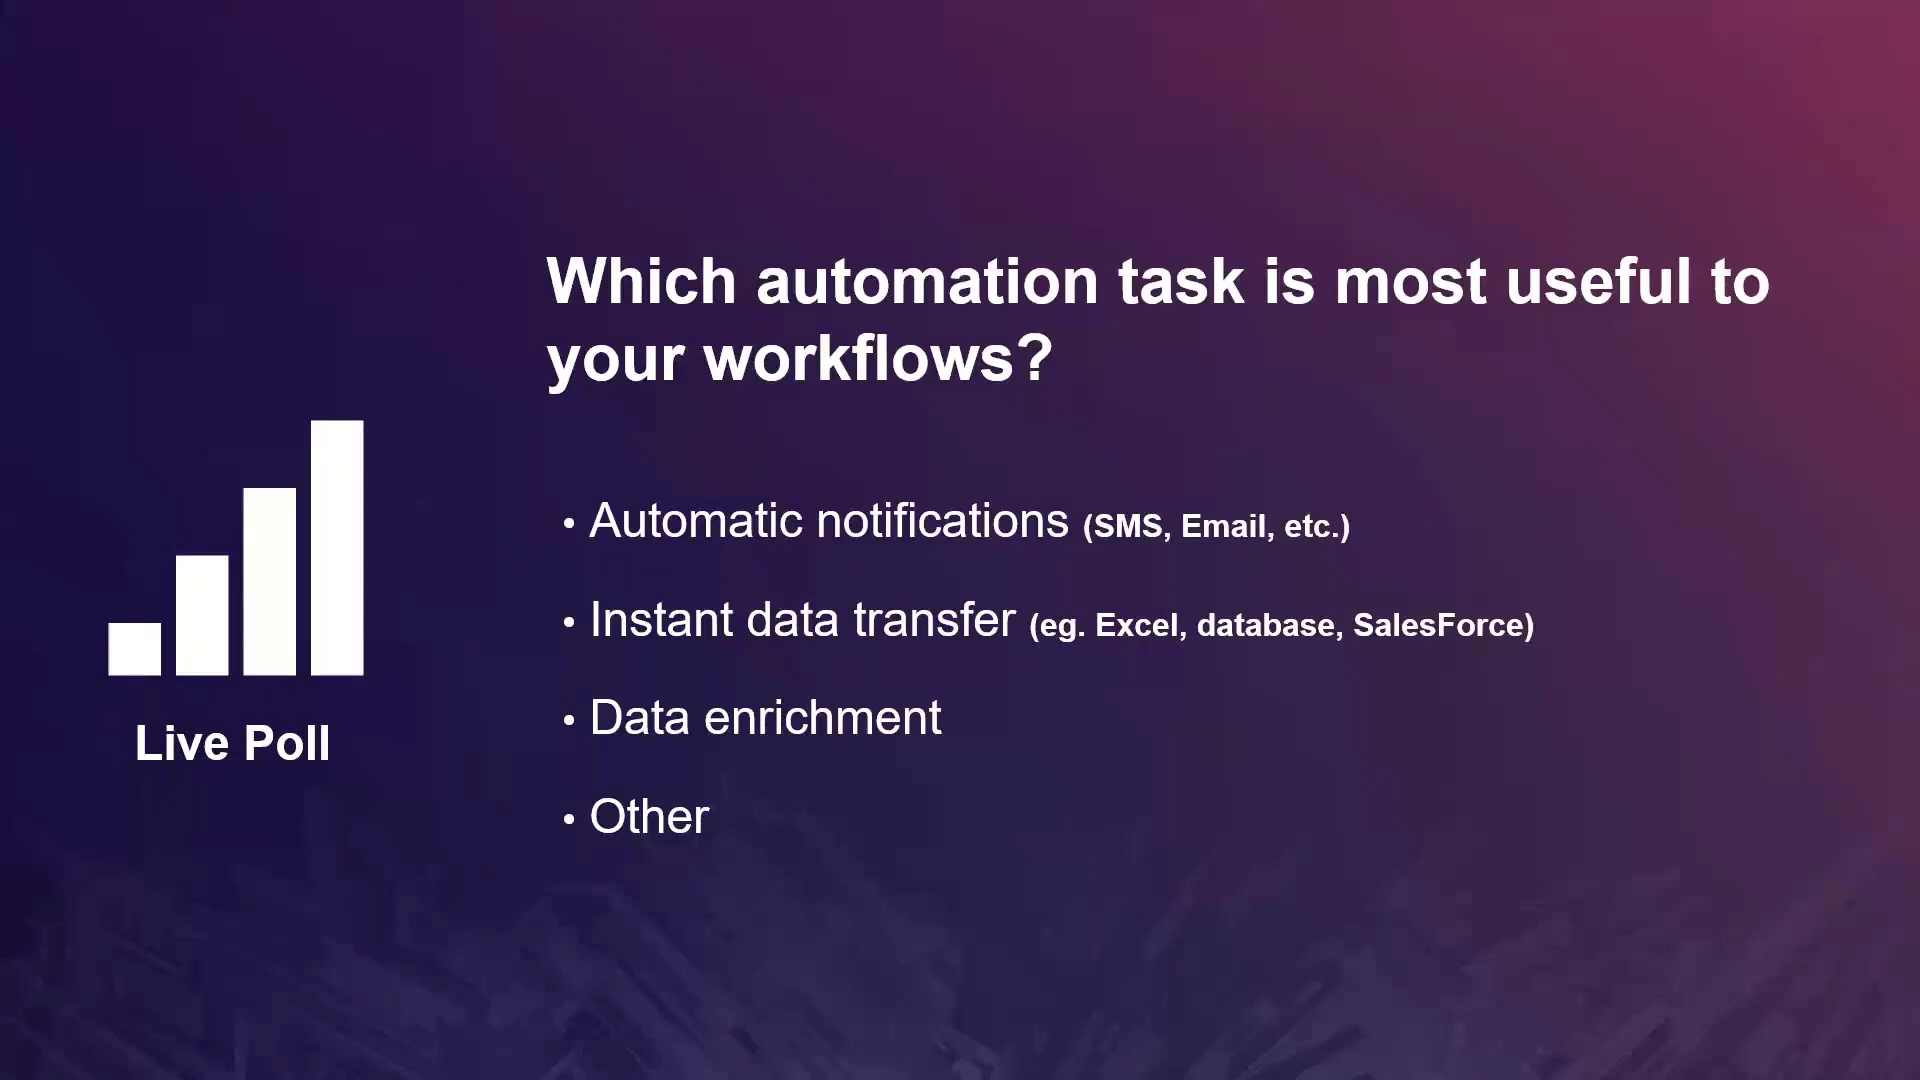 Which automation task is most useful to
your workflows?
• Automatic notifications (SMS, Email, etc.)
• Instant data transfer (eg. Excel, database, SalesForce)
• Data enrichment
• Other
Live Poll